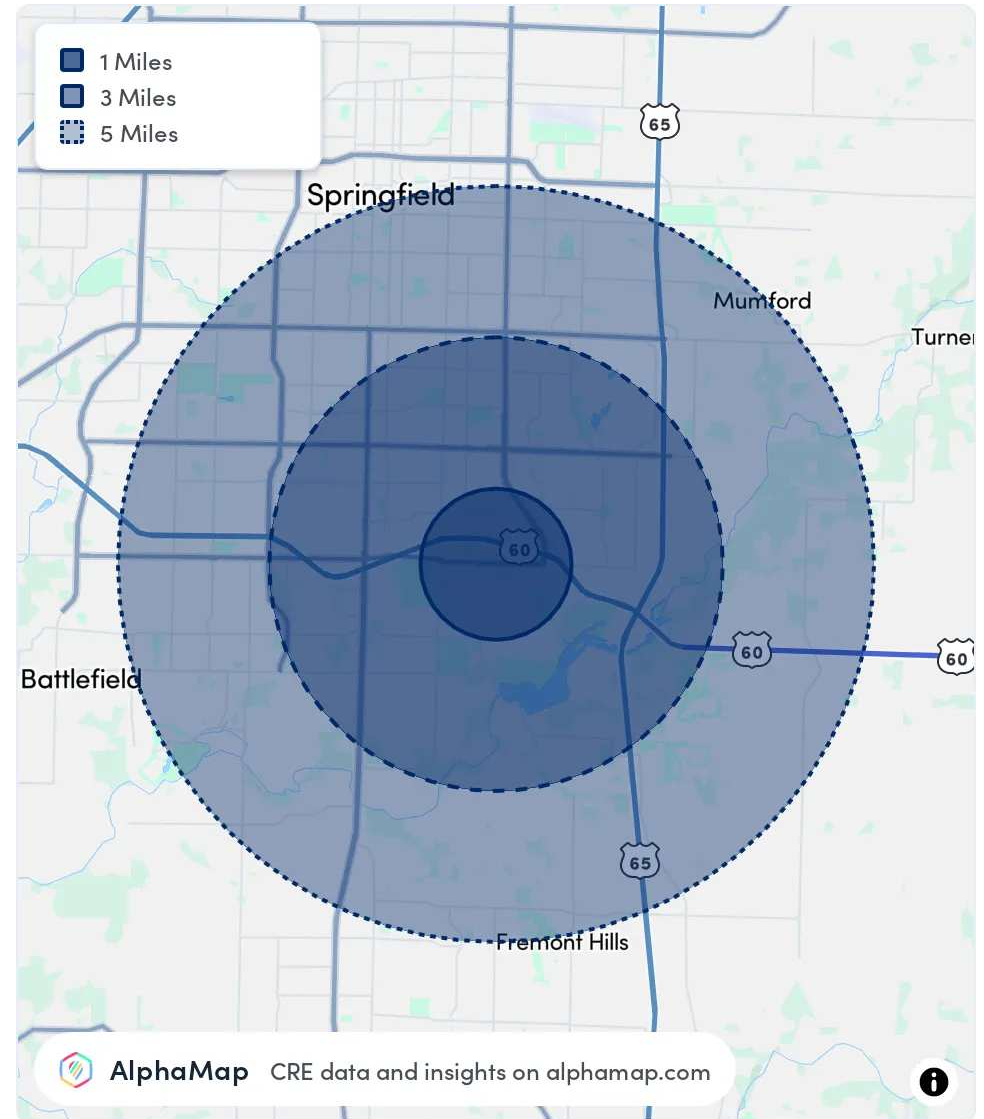 1 Miles
3 Miles
5 Miles
65
Springfield
Mumford
Turner
60
60
60
Battlefield
65
Fremont Hills
AlphaMap CRE data and insights on alphamap.com